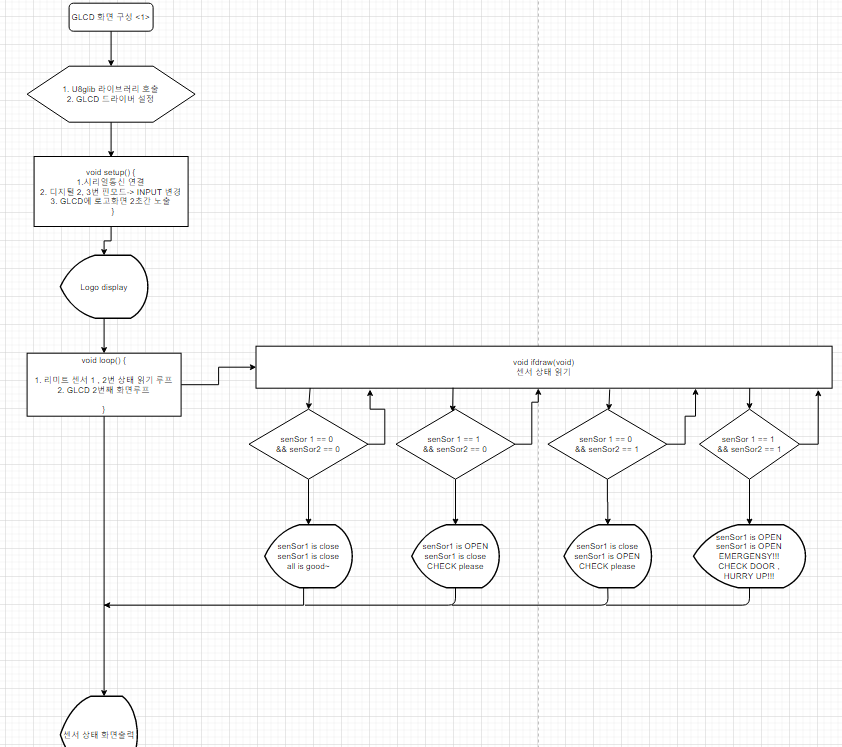 GLCD 화면 구성 <1>
1. U8glib 라이브러리 호출
2. GLCD 드라이버 설정
void setup() {
1.시리얼통신 연결
2. 디지탈 2, 3번 핀모드-> INPUT 변경
3. GLCD에 로고화면 2초간 노출
}
Logo display
void loop() {
1. 리미트 센서 1 , 2번 상태 읽기 루프
2. GLCD 2번째 화면루프
}
void ifdraw(void)
센서 상태 읽기
senSor 1 == 0
&& senSor2 == 0
senSor 1 == 1
&& senSor2 == 0
senSor 1 == 0
&& senSor2 == 1
senSor 1 == 1
&& senSor2 == 1
senSor1 is close
senSor1 is close
all is good~
senSor1 is OPEN
senSor1 is close
CHECK please
senSor1 is close
senSor1 is OPEN
CHECK please
senSor1 is OPEN
senSor1 is OPEN
EMERGENSY!!!
CHECK DOOR ,
HURRY UP!!!
센서 상태 화면출력